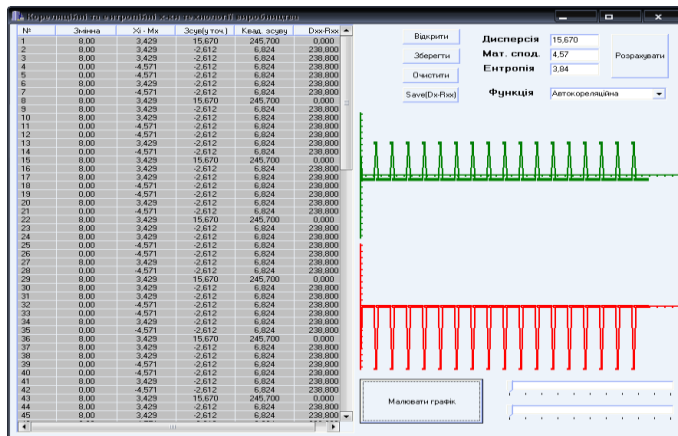 Кореляційні та ентропійні х-ки технології виробництва
№ Змінна Xi - Mx Зсув(у точ.) Квад. зсуву Dxx-Rxx
1 8,00 3,429 15,670 245,700 0,000
2 8,00 3,429 -2,612 6,824 238,800
3 8,00 3,429 -2,612 6,824 238,800
4 0,00 -4,571 -2,612 6,824 238,800
5 0,00 -4,571 -2,612 6,824 238,800
6 8,00 3,429 -2,612 6,824 238,800
7 0,00 -4,571 -2,612 6,824 238,800
8 8,00 3,429 15,670 245,700 0,000
9 8,00 3,429 -2,612 6,824 238,800
10 8,00 3,429 -2,612 6,824 238,800
11 0,00 -4,571 -2,612 6,824 238,800
12 0,00 -4,571 -2,612 6,824 238,800
13 8,00 3,429 -2,612 6,824 238,800
14 0,00 -4,571 -2,612 6,824 238,800
15 8,00 3,429 15,670 245,700 0,000
16 8,00 3,429 -2,612 6,824 238,800
17 8,00 3,429 -2,612 6,824 238,800
18 0,00 -4,571 -2,612 6,824 238,800
19 0,00 -4,571 -2,612 6,824 238,800
20 8,00 3,429 -2,612 6,824 238,800
21 0,00 -4,571 -2,612 6,824 238,800
22 8,00 3,429 15,670 245,700 0,000
23 8,00 3,429 -2,612 6,824 238,800
24 8,00 3,429 -2,612 6,824 238,800
25 0,00 -4,571 -2,612 6,824 238,800
26 0,00 -4,571 -2,612 6,824 238,800
27 8,00 3,429 -2,612 6,824 238,800
28 0,00 -4,571 -2,612 6,824 238,800
29 8,00 3,429 15,670 245,700 0,000
30 8,00 3,429 -2,612 6,824 238,800
31 8,00 3,429 -2,612 6,824 238,800
32 0,00 -4,571 -2,612 6,824 238,800
33 0,00 -4,571 -2,612 6,824 238,800
34 8,00 3,429 -2,612 6,824 238,800
35 0,00 -4,571 -2,612 6,824 238,800
36 8,00 3,429 15,670 245,700 0,000
37 8,00 3,429 -2,612 6,824 238,800
38 8,00 3,429 -2,612 6,824 238,800
39 0,00 -4,571 -2,612 6,824 238,800
40 0,00 -4,571 -2,612 6,824 238,800
41 8,00 3,429 -2,612 6,824 238,800
42 0,00 -4,571 -2,612 6,824 238,800
43 8,00 3,429 15,670 245,700 0,000
44 8,00 3,429 -2,612 6,824 238,800
45 8,00 3,429 -2,612 6,824 238,800
Відкрити
Зберегти
Очистити
Save(Dx-Rxx)
Дисперсія 15,670
Мат. спод. 4,57
Ентропія 3,84
Розрахувати
Функція Автокореляційна
Малювати графік